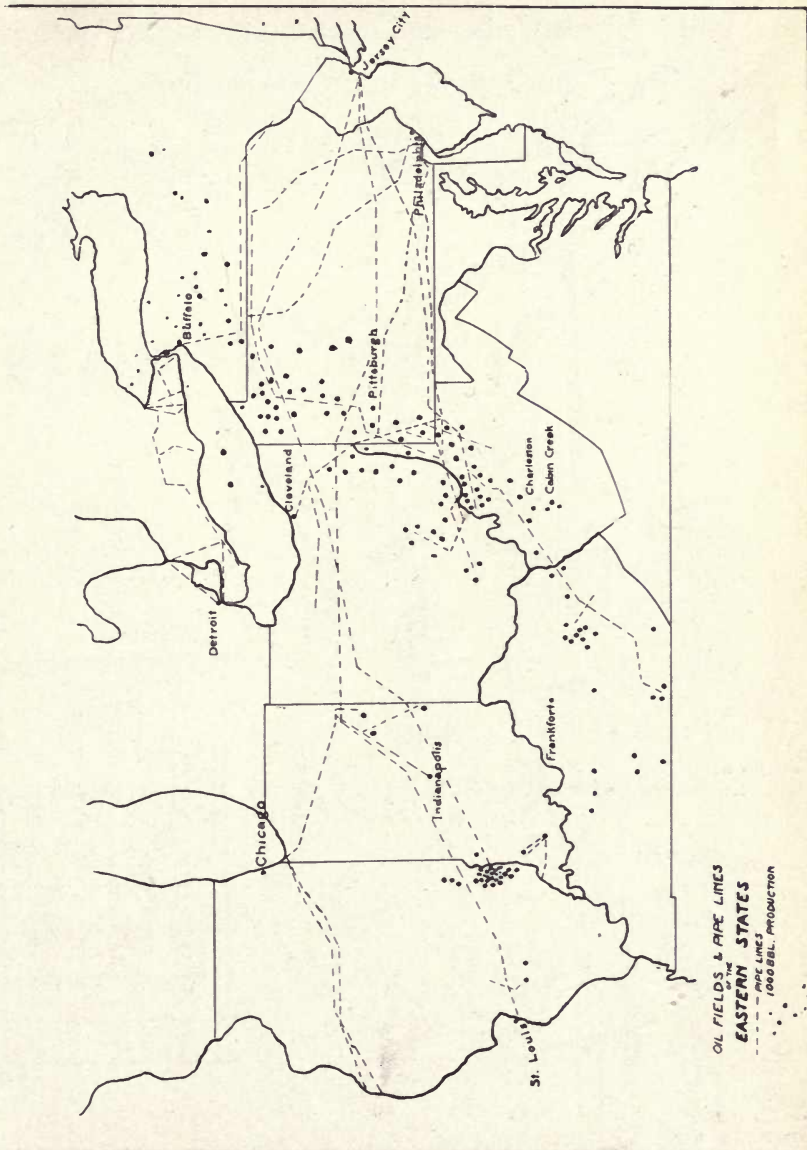 Jersey City
Philadelphia
Buffalo
Pittsburgh
Cleveland
Charleston
Cabin Creek
Detroit
Frankforte
Indianapolis
Chicago
St. Louis
OIL FIELDS & PIPE LINES
OF THE
EASTERN STATES
PIPE LINES
1000 BBL. PRODUCTION